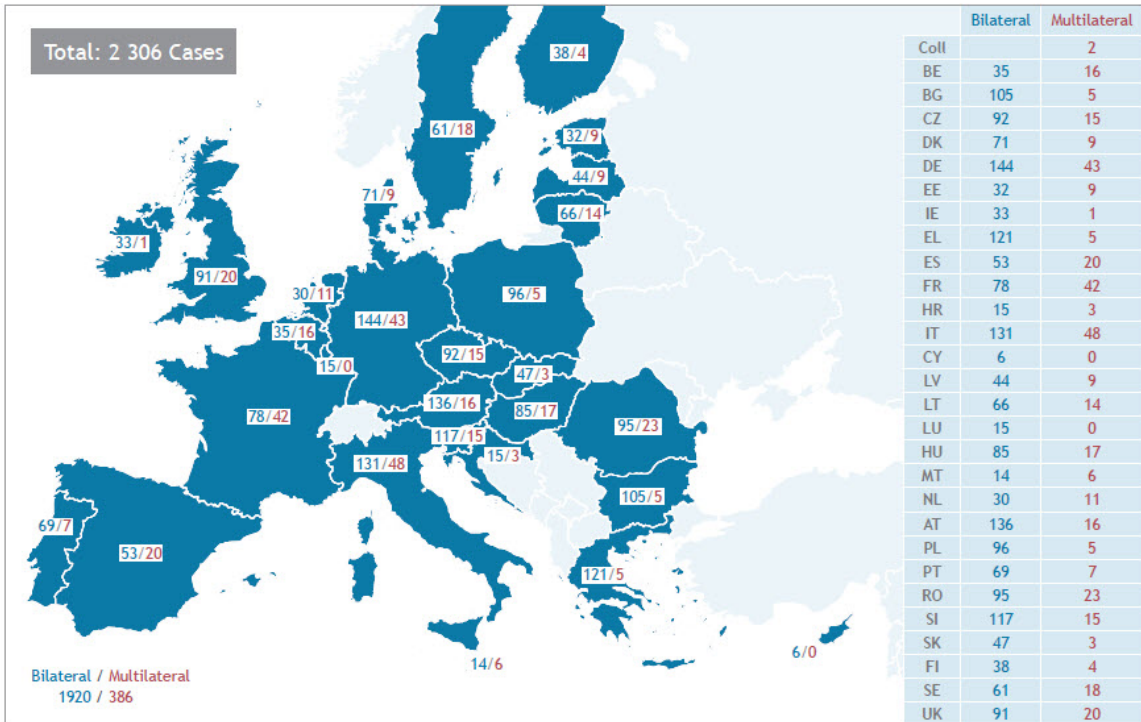 Total: 2 306 Cases
38/4
61/18
32/9
44/9
71/9
66/14
33/1
91/20
30/11
96/5
144/43
35/16
92/15
15/0
47/3
136/16
85/17
78/42
95/23
117/15
15/3
131/48
105/5
69/7
53/20
121/5
6/0
14/6
Bilateral / Multilateral
1920 / 386
Bilateral Multilateral
Coll 2
BE 35 16
BG 105 5
CZ 92 15
DK 71 9
DE 144 43
EE 32 9
IE 33 1
EL 121 5
ES 53 20
FR 78 42
HR 15 3
IT 131 48
CY 6 0
LV 44 9
LT 66 14
LU 15 0
HU 85 17
MT 14 6
NL 30 11
AT 136 16
PL 96 5
PT 69 7
RO 95 23
SI 117 15
SK 47 3
FI 38 4
SE 61 18
UK 91 20